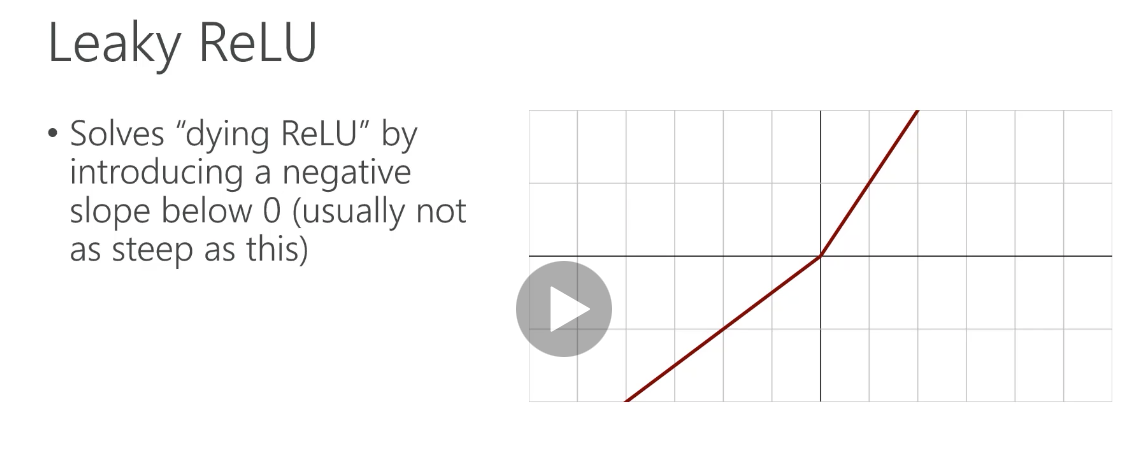 Leaky ReLU
• Solves “dying ReLU” by
introducing a negative
slope below 0 (usually not
as steep as this)